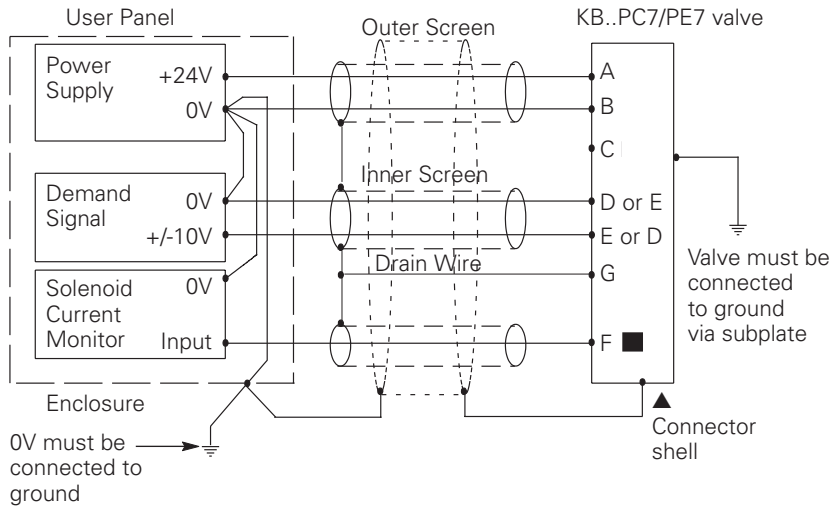 User Panel
Outer Screen
KB..PC7/PE7 valve
Power
Supply
+24V
0V
A
B
C
Inner Screen
Demand
Signal
0V
+/-10V
D or E
E or D
Drain Wire
G
Solenoid
Current
Monitor
0V
Input
F
Valve must be
connected
to ground
via subplate
Enclosure
Connector
shell
0V must be
connected to
ground